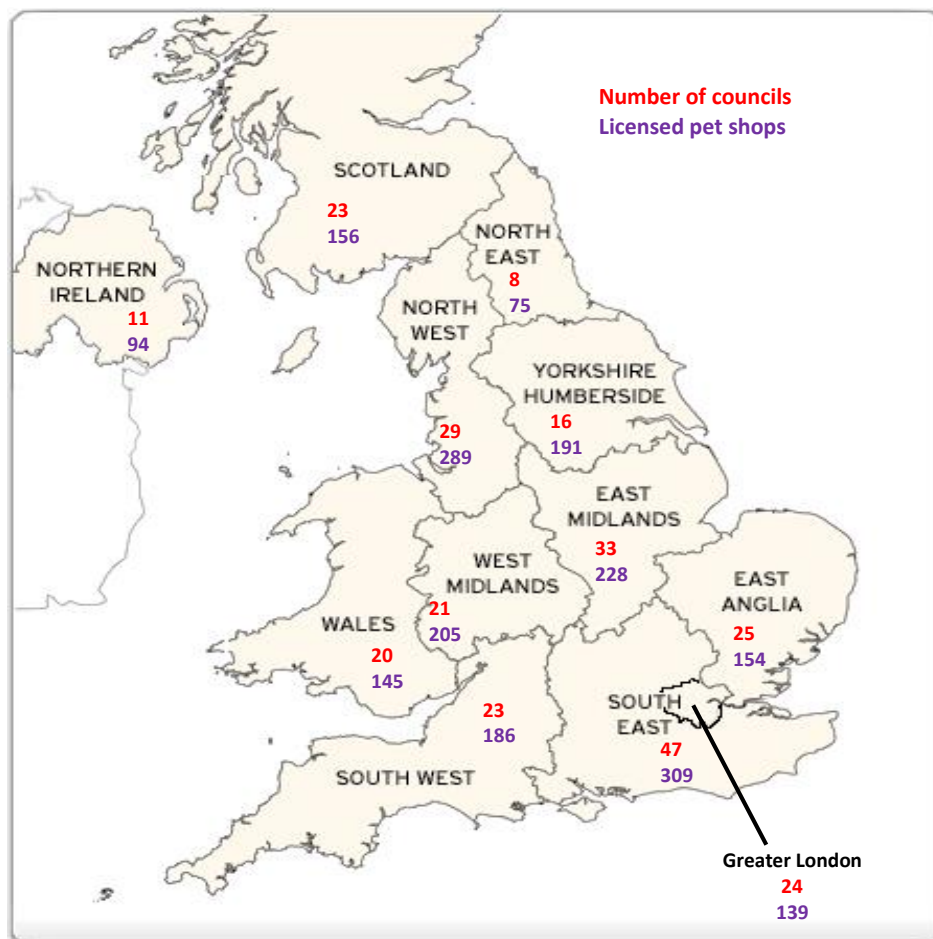 Number of councils
Licensed pet shops
SCOTLAND
23
156
NORTH
EAST
8
75
NORTHERN
IRELAND
11
94
NORTH
WEST
29
289
YORKSHIRE
HUMBERSIDE
16
191
EAST
MIDLANDS
33
228
WEST
MIDLANDS
21
205
EAST
ANGLIA
25
154
WALES
20
145
SOUTH WEST
23
186
SOUTH
EAST
47
309
Greater London
24
139